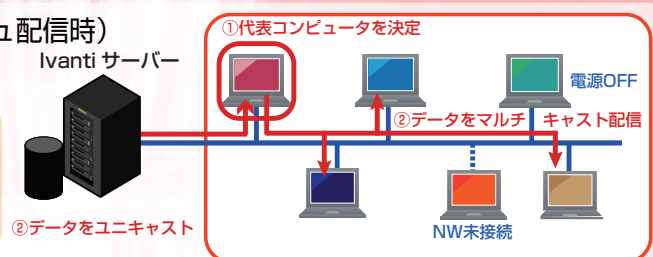 ュ配信時）
Ivanti サーバー
①代表コンピュータを決定
電源OFF
②データをマルチ キャスト配信
NW未接続
②データをユニキャスト